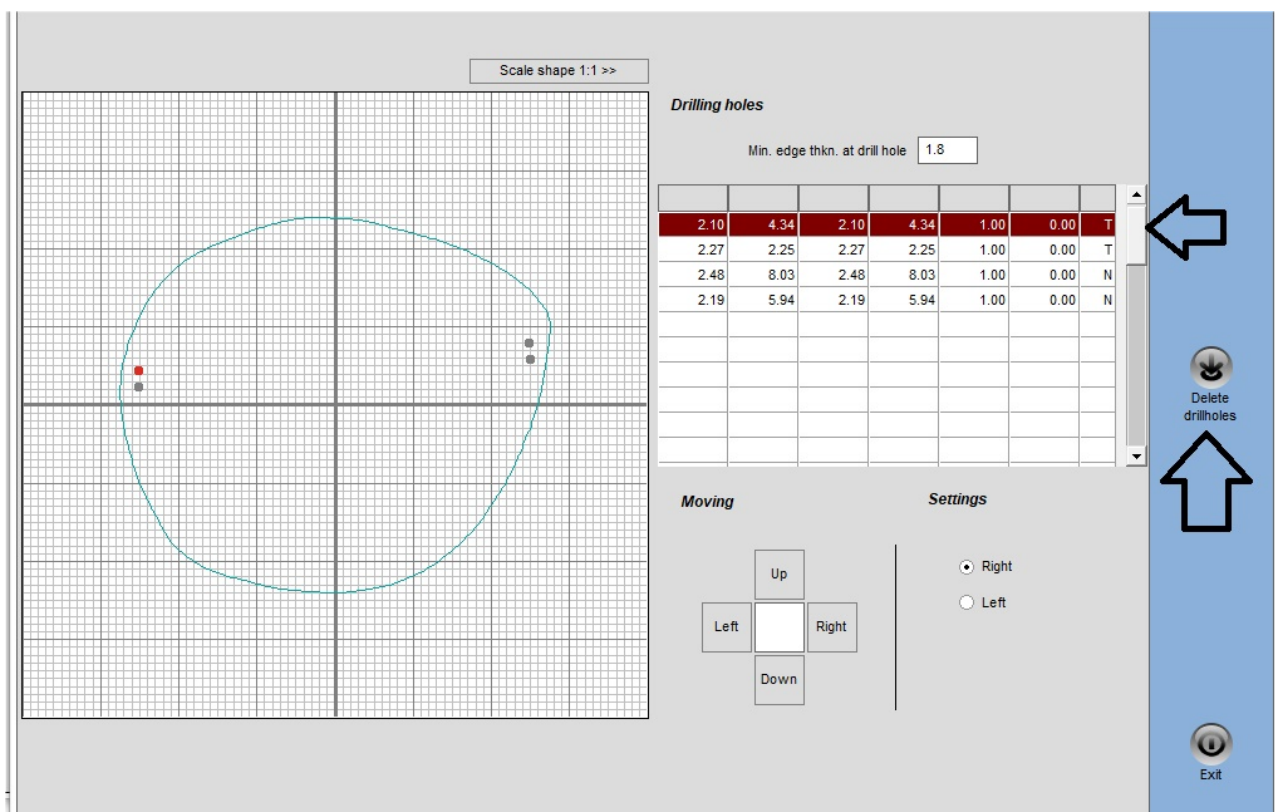 Scale shape 1:1 >>
Drilling holes
Min. edge thkn. at drill hole 1.8
2.10 4.34 2.10 4.34 1.00 0.00 T
2.27 2.25 2.27 2.25 1.00 0.00 T
2.48 8.03 2.48 8.03 1.00 0.00 N
2.19 5.94 2.19 5.94 1.00 0.00 N
Delete
drillholes
Moving
Up
Left
Right
Down
Settings
Right
Left
Exit